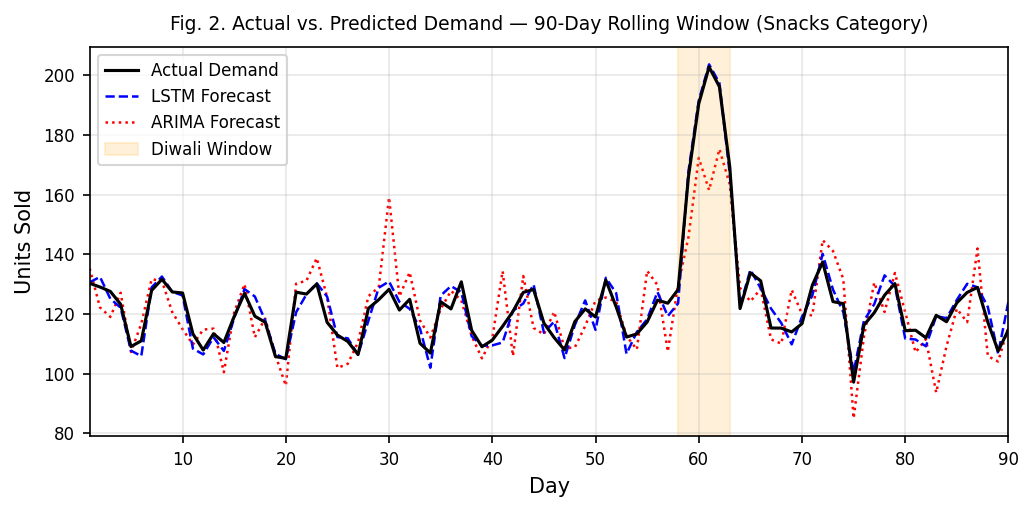 Fig. 2. Actual vs. Predicted Demand — 90-Day Rolling Window (Snacks Category)
Actual Demand
LSTM Forecast
ARIMA Forecast
Diwali Window
Units Sold
200
180
160
140
120
100
80
10 20 30 40 50 60 70 80 90
Day